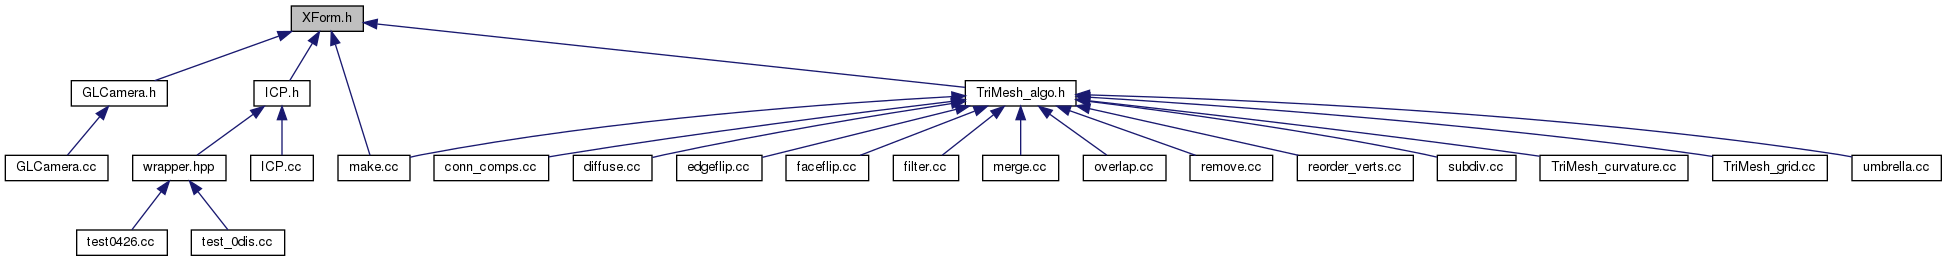 XForm.h
GLCamera.h
ICP.h
TriMesh_algo.h
GLCamera.cc
wrapper.hpp
ICP.cc
make.cc
conn_comps.cc
diffuse.cc
edgeflip.cc
faceflip.cc
filter.cc
merge.cc
overlap.cc
remove.cc
reorder_verts.cc
subdiv.cc
TriMesh_curvature.cc
TriMesh_grid.cc
umbrella.cc
test0426.cc
test_0dis.cc